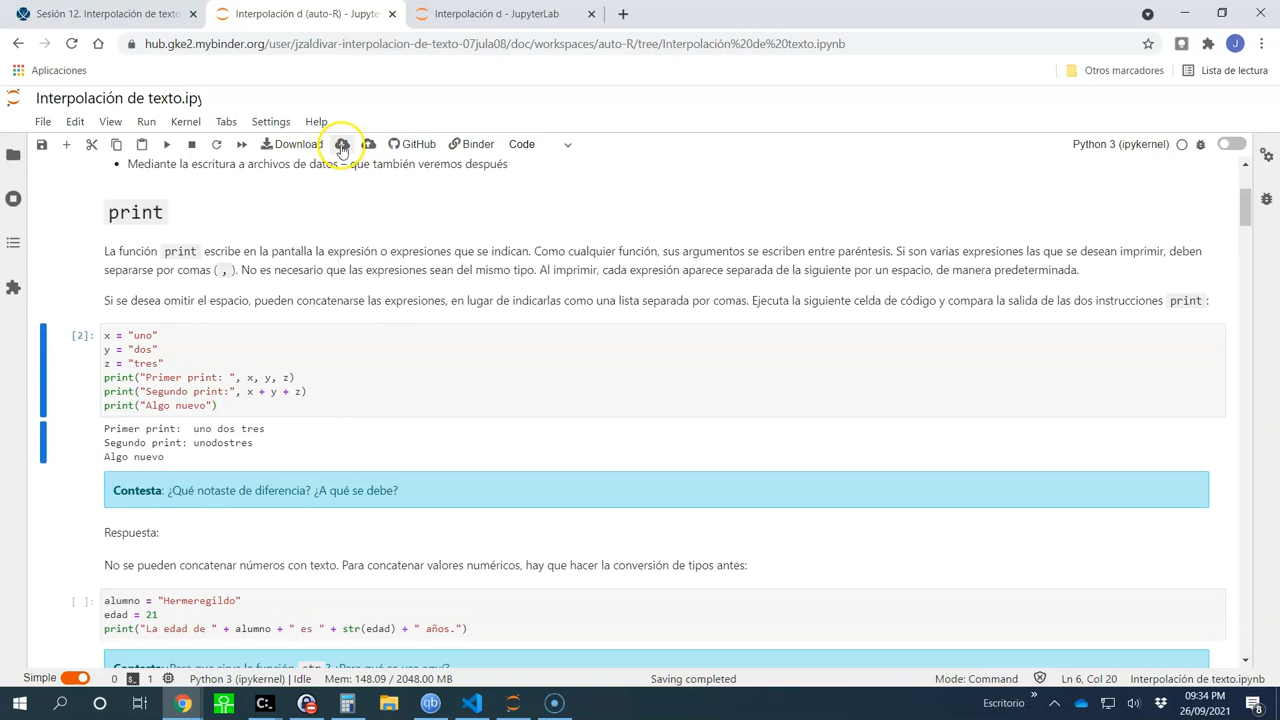 Sesión 12. Interpolación de texto
Interpolación d (auto-R) - Jupyte
Interpolación d - JupyterLab
hub.gke2.mybinder.org/user/jzaldivar-interpolacion-de-texto-07jula08/doc/workspaces/auto-R/tree/Interpolación%20de%20texto.ipynb
J
Aplicaciones
Otros marcadores
Lista de lectura
Interpolación de texto.ipy
File Edit View Run Kernel Tabs Settings Help
Download
GitHub
Binder
Code
Python 3 (ipykernel)
• Mediante la escritura a archivos de datos – que también veremos después
print
La función print escribe en la pantalla la expresión o expresiones que se indican. Como cualquier función, sus argumentos se escriben entre paréntesis. Si son varias expresiones las que se desean imprimir, deben
separarse por comas ( , ). No es necesario que las expresiones sean del mismo tipo. Al imprimir, cada expresión aparece separada de la siguiente por un espacio, de manera predeterminada.
Si se desea omitir el espacio, pueden concatenarse las expresiones, en lugar de indicarlas como una lista separada por comas. Ejecuta la siguiente celda de código y compara la salida de las dos instrucciones print :
[2]: x = "uno"
y = "dos"
z = "tres"
print("Primer print: ", x, y, z)
print("Segundo print:", x + y + z)
print("Algo nuevo")
Primer print:  uno dos tres
Segundo print: unodostres
Algo nuevo
Contesta: ¿Qué notaste de diferencia? ¿A qué se debe?
Respuesta:
No se pueden concatenar números con texto. Para concatenar valores numéricos, hay que hacer la conversión de tipos antes:
[ ]: alumno = "Hermeregildo"
edad = 21
print("La edad de " + alumno + " es " + str(edad) + " años.")
Contesta: ¿Para que sirve la función str ? ¿Para qué se usa aquí?
Simple 0 1 Python 3 (ipykernel) | Idle Mem: 148.09 / 2048.00 MB Saving completed Mode: Command Ln 6, Col 20 Interpolación de texto.ipynb
Escritorio
09:34 PM
26/09/2021
8